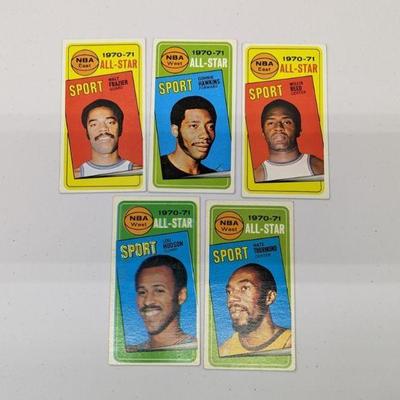 1970-71
NBA
East
ALL-STAR
SPORT
WALT
FRAZIER
GUARD
1970-71
NBA
West
ALL-STAR
SPORT
CONNIE
HAWKINS
FORWARD
1970-71
NBA
East
ALL-STAR
SPORT
WILLIS
REED
CENTER
1970-71
NBA
West
ALL-STAR
SPORT
LOU
HUDSON
1970-71
NBA
West
ALL-STAR
SPORT
NATE
THURMOND
CENTER